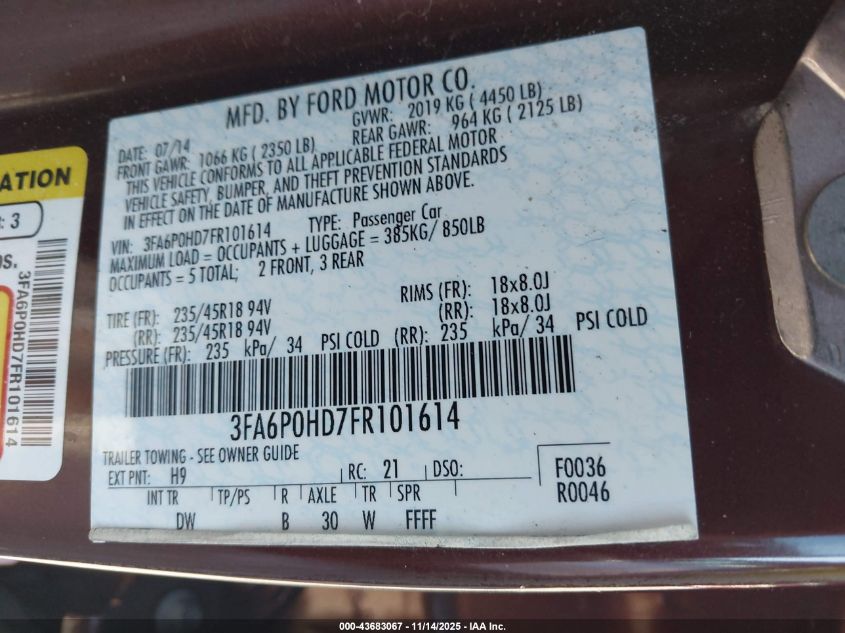 MFD. BY FORD MOTOR CO.
DATE: 07/14 GVWR: 2019 KG ( 4450 LB)
FRONT GAWR: 1066 KG ( 2350 LB) REAR GAWR: 964 KG ( 2125 LB)
THIS VEHICLE CONFORMS TO ALL APPLICABLE FEDERAL MOTOR
VEHICLE SAFETY, BUMPER, AND THEFT PREVENTION STANDARDS
IN EFFECT ON THE DATE OF MANUFACTURE SHOWN ABOVE.
VIN: 3FA6P0HD7FR101614 TYPE: Passenger Car
MAXIMUM LOAD = OCCUPANTS + LUGGAGE = 385KG/ 850LB
OCCUPANTS = 5 TOTAL; 2 FRONT, 3 REAR
TIRE (FR): 235/45R18 94V RIMS (FR): 18x8.0J
(RR): 235/45R18 94V (RR): 18x8.0J
PRESSURE (FR): 235 kPa/ 34 PSI COLD (RR): 235 kPa/ 34 PSI COLD
3FA6P0HD7FR101614
TRAILER TOWING - SEE OWNER GUIDE
EXT PNT: H9 RC: 21 DSO: F0036
INT TR TP/PS R AXLE TR SPR R0046
DW B 30 W FFFF
ATION
: 3
os.
3FA6P0HD7FR101614
000-43683067 - 11/14/2025 - IAA Inc.